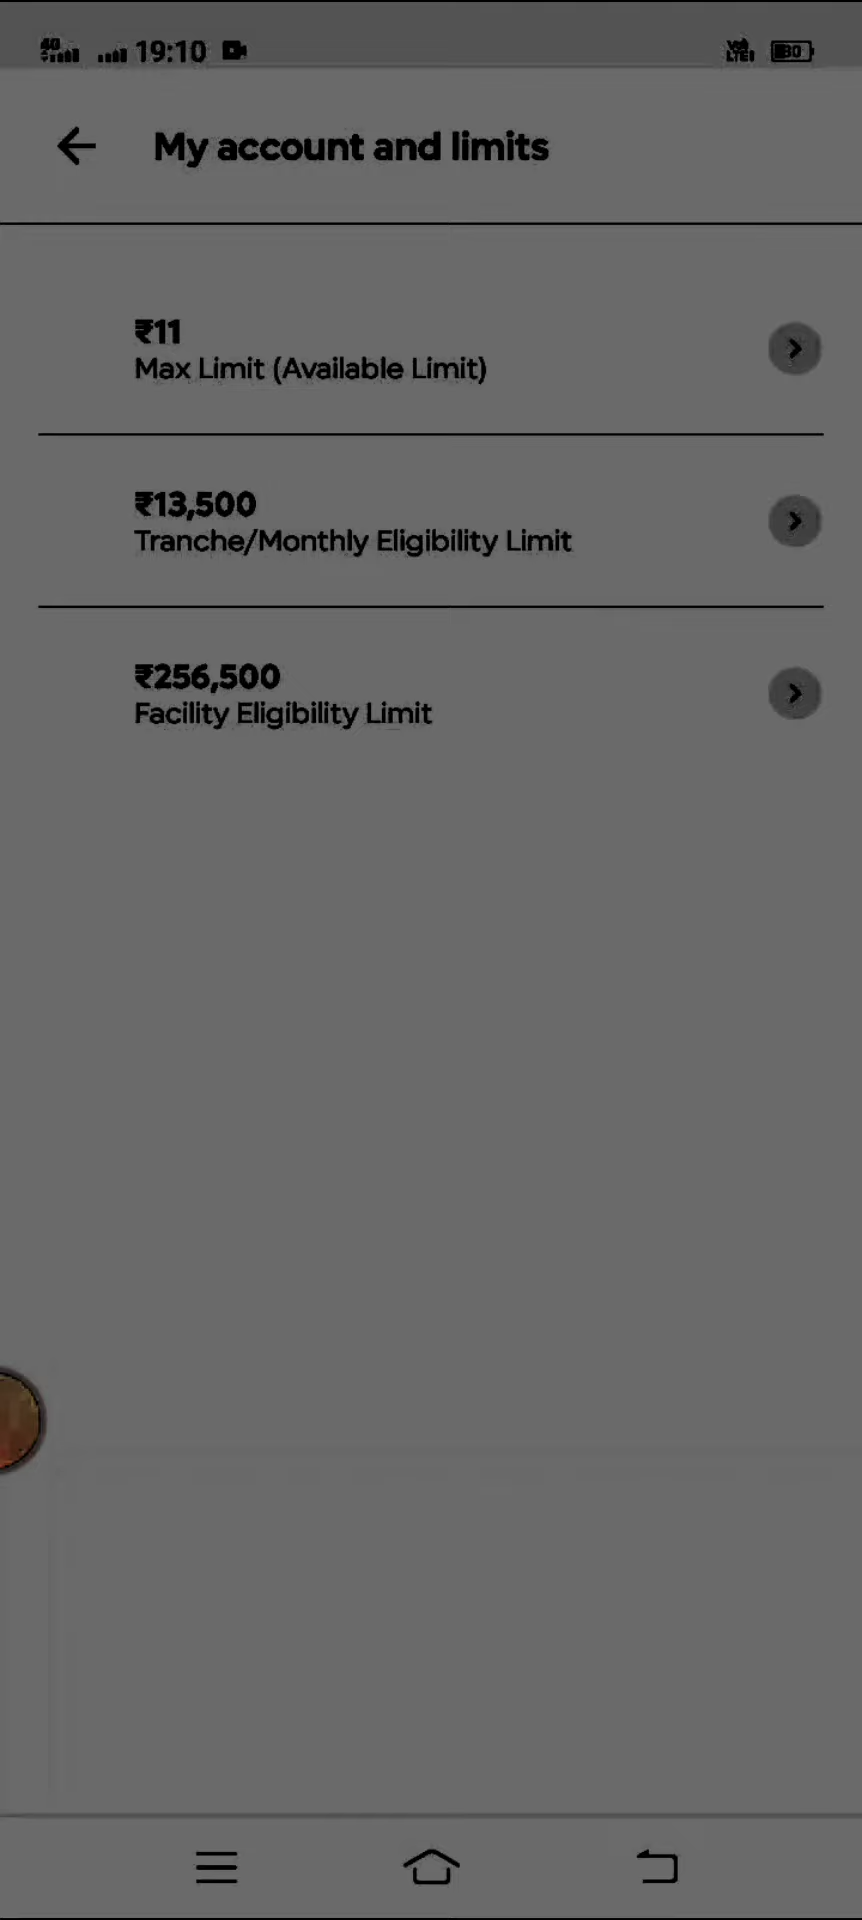 19:10
My account and limits
₹11
Max Limit (Available Limit)
₹13,500
Tranche/Monthly Eligibility Limit
₹256,500
Facility Eligibility Limit